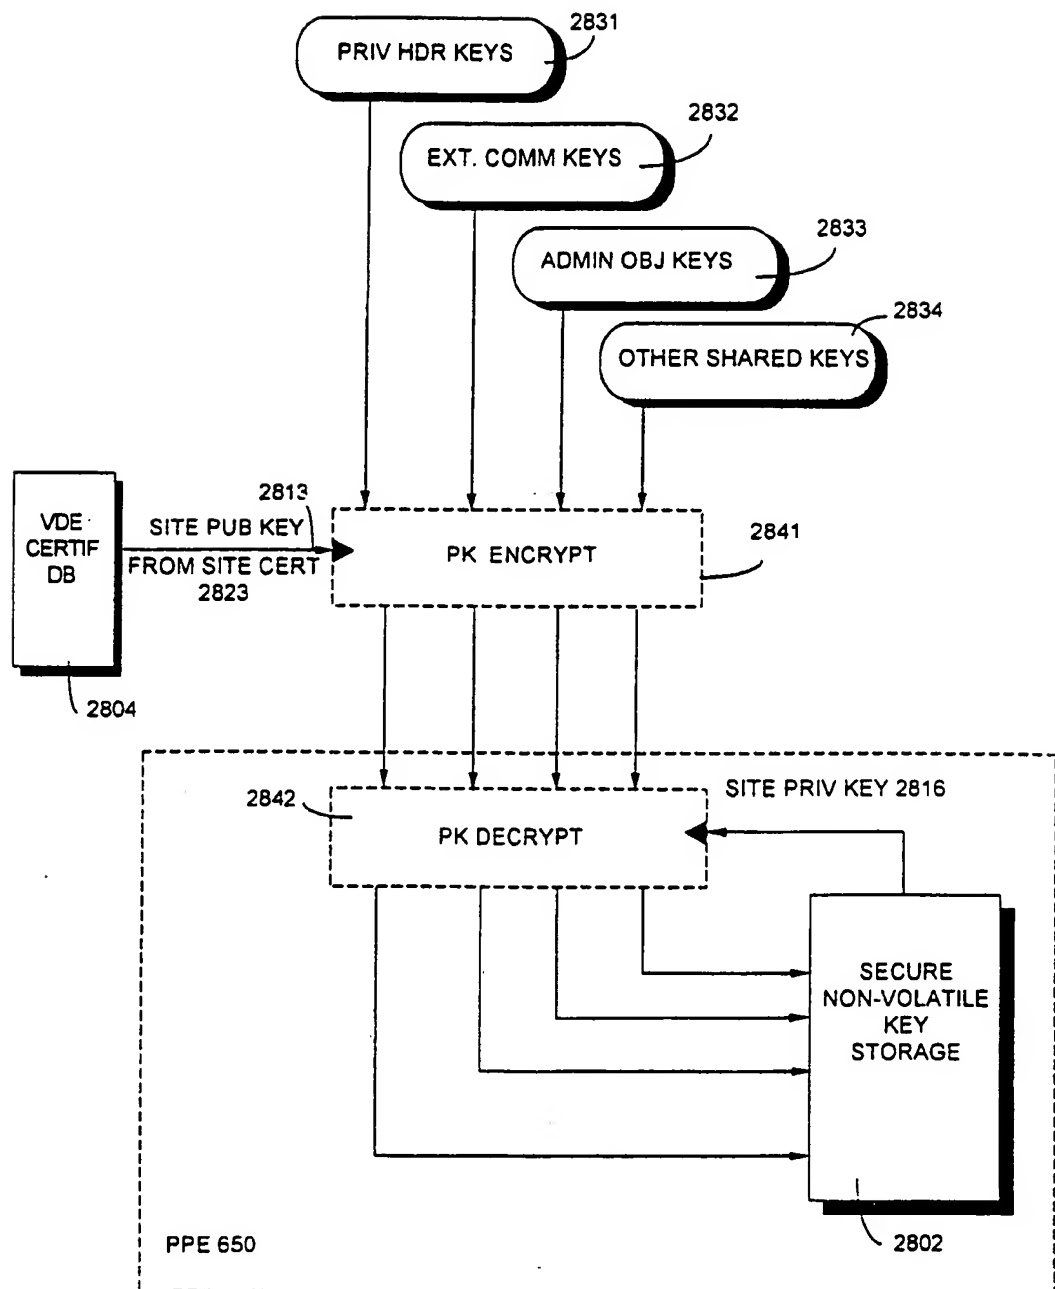 2831
PRIV HDR KEYS
2832
EXT. COMM KEYS
2833
ADMIN OBJ KEYS
2834
OTHER SHARED KEYS
VDE
CERTIF
DB
2813
SITE PUB KEY
FROM SITE CERT
2823
PK ENCRYPT
2841
2804
2842
SITE PRIV KEY 2816
PK DECRYPT
SECURE
NON-VOLATILE
KEY
STORAGE
PPE 650
2802